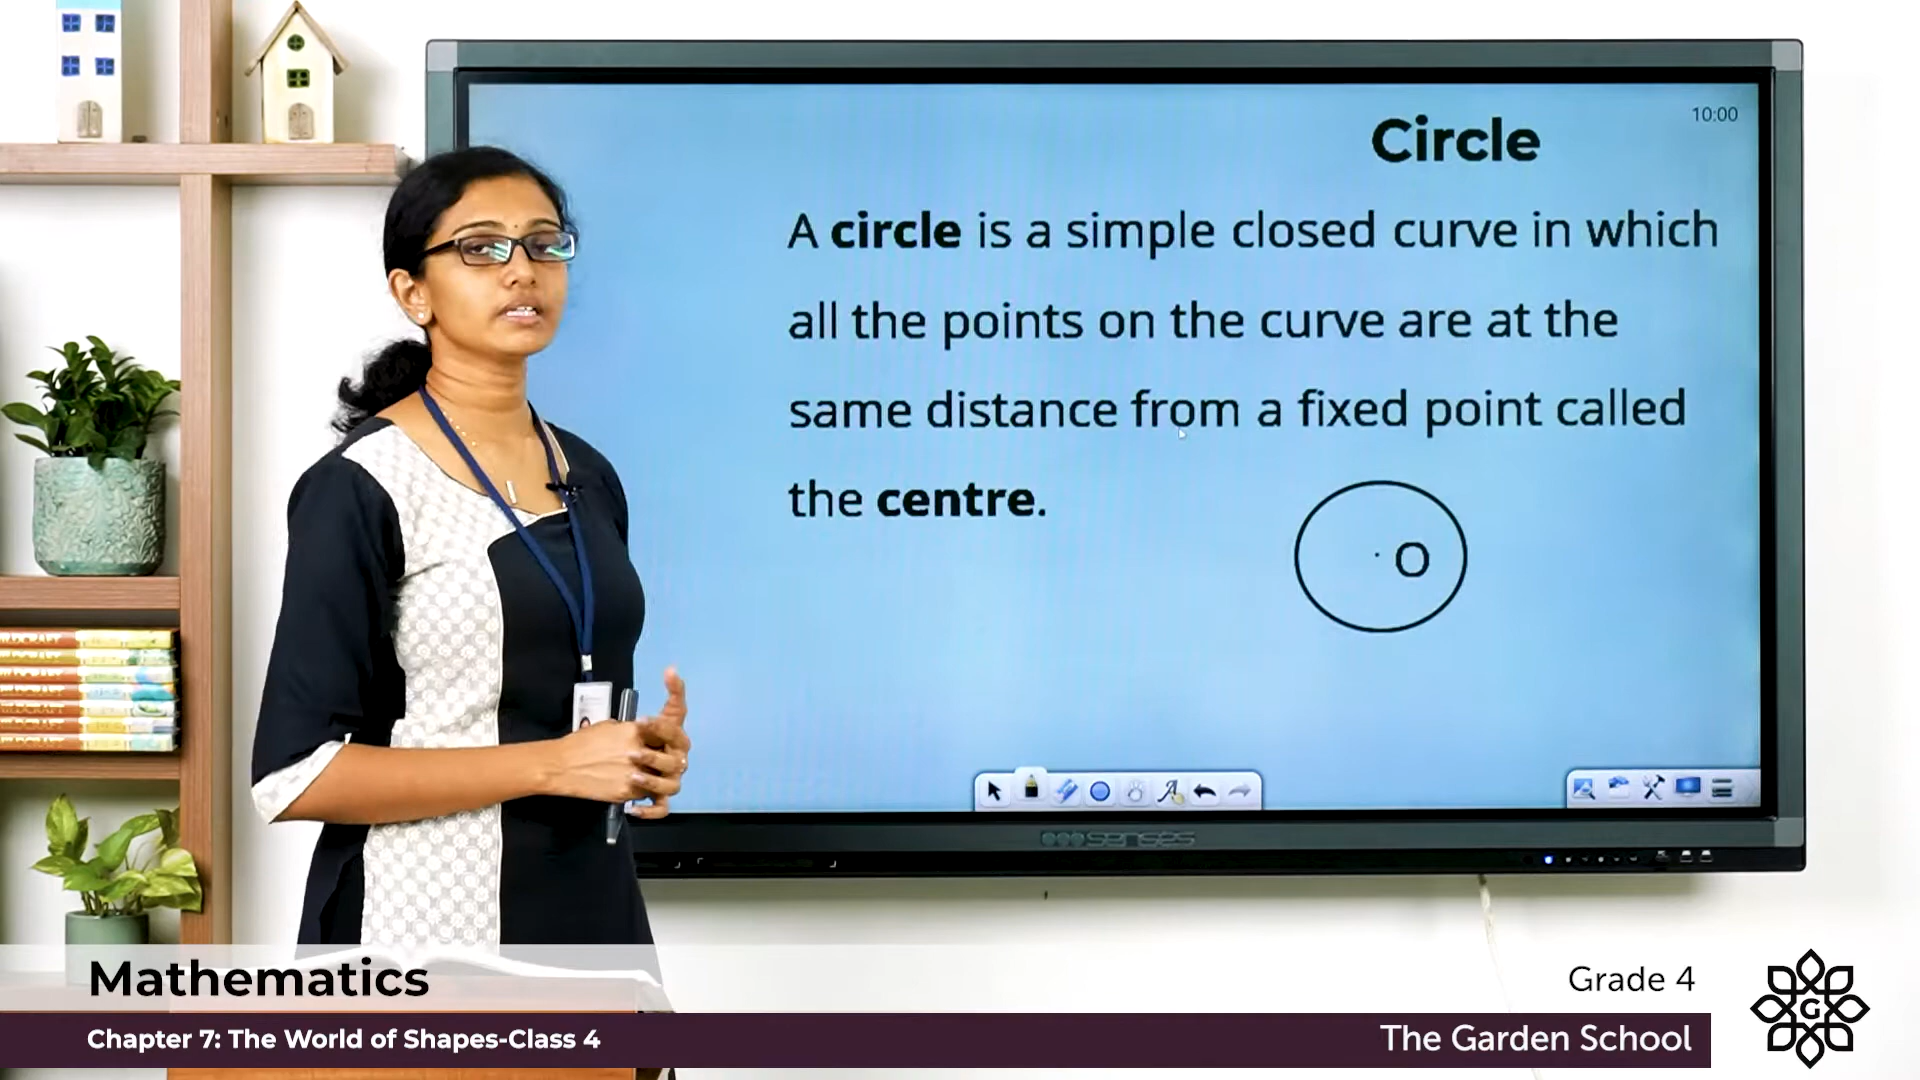 10:00
Circle
A circle is a simple closed curve in which
all the points on the curve are at the
same distance from a fixed point called
the centre.
O
senses
Mathematics
Grade 4
Chapter 7: The World of Shapes-Class 4
The Garden School
G